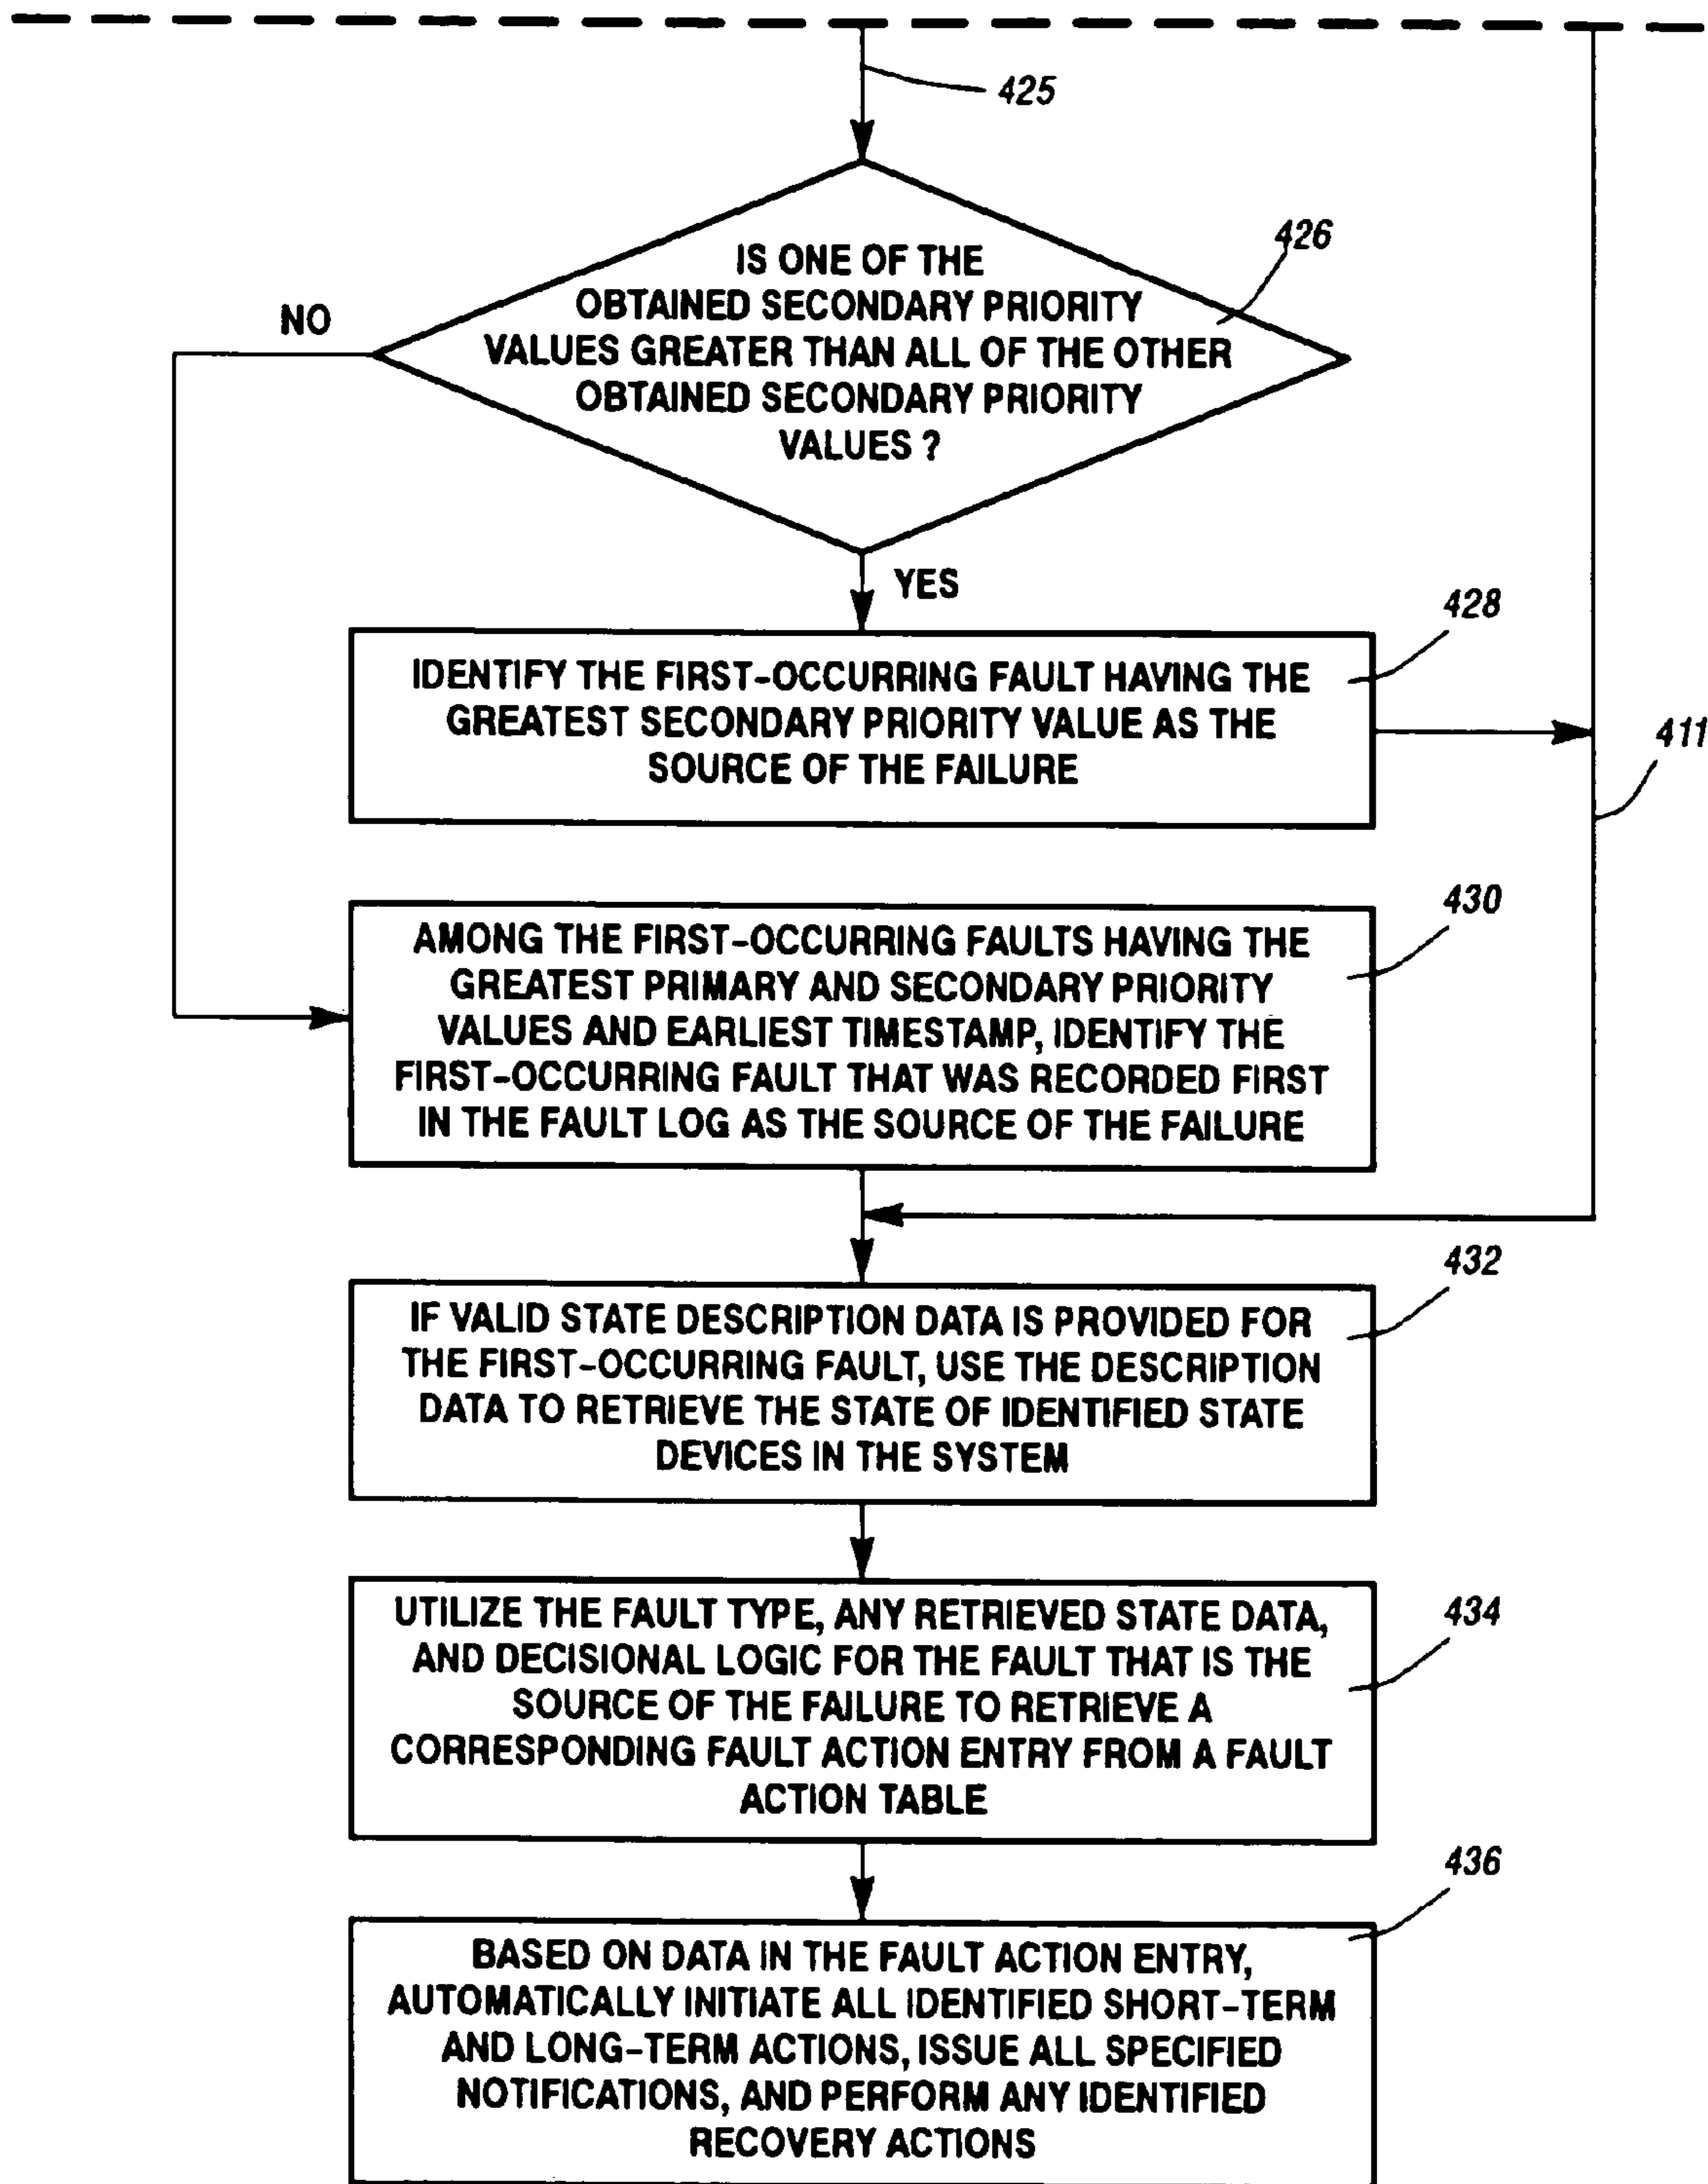 425
426
IS ONE OF THE
OBTAINED SECONDARY PRIORITY
VALUES GREATER THAN ALL OF THE OTHER
OBTAINED SECONDARY PRIORITY
VALUES ?
NO
YES
428
IDENTIFY THE FIRST-OCCURRING FAULT HAVING THE
GREATEST SECONDARY PRIORITY VALUE AS THE
SOURCE OF THE FAILURE
411
430
AMONG THE FIRST-OCCURRING FAULTS HAVING THE
GREATEST PRIMARY AND SECONDARY PRIORITY
VALUES AND EARLIEST TIMESTAMP, IDENTIFY THE
FIRST-OCCURRING FAULT THAT WAS RECORDED FIRST
IN THE FAULT LOG AS THE SOURCE OF THE FAILURE
432
IF VALID STATE DESCRIPTION DATA IS PROVIDED FOR
THE FIRST-OCCURRING FAULT, USE THE DESCRIPTION
DATA TO RETRIEVE THE STATE OF IDENTIFIED STATE
DEVICES IN THE SYSTEM
434
UTILIZE THE FAULT TYPE, ANY RETRIEVED STATE DATA,
AND DECISIONAL LOGIC FOR THE FAULT THAT IS THE
SOURCE OF THE FAILURE TO RETRIEVE A
CORRESPONDING FAULT ACTION ENTRY FROM A FAULT
ACTION TABLE
436
BASED ON DATA IN THE FAULT ACTION ENTRY,
AUTOMATICALLY INITIATE ALL IDENTIFIED SHORT-TERM
AND LONG-TERM ACTIONS, ISSUE ALL SPECIFIED
NOTIFICATIONS, AND PERFORM ANY IDENTIFIED
RECOVERY ACTIONS